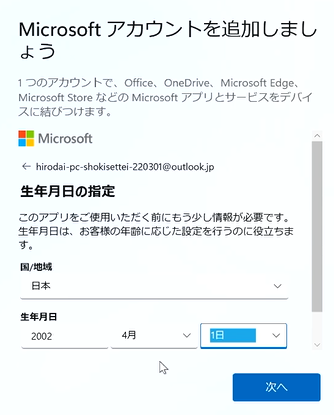 Microsoft アカウントを追加しまし
ょう
1 つのアカウントで、Office、OneDrive、Microsoft Edge、
Microsoft Store などの Microsoft アプリとサービスをデバイ
スに結びつけます。
Microsoft
← hirodai-pc-shokisettei-220301@outlook.jp
生年月日の指定
このアプリをご使用いただく前にもう少し情報が必要です。
生年月日は、お客様の年齢に応じた設定を行うのに役立ちま
す。
国/地域
日本
生年月日
2002 4月 1日
次へ